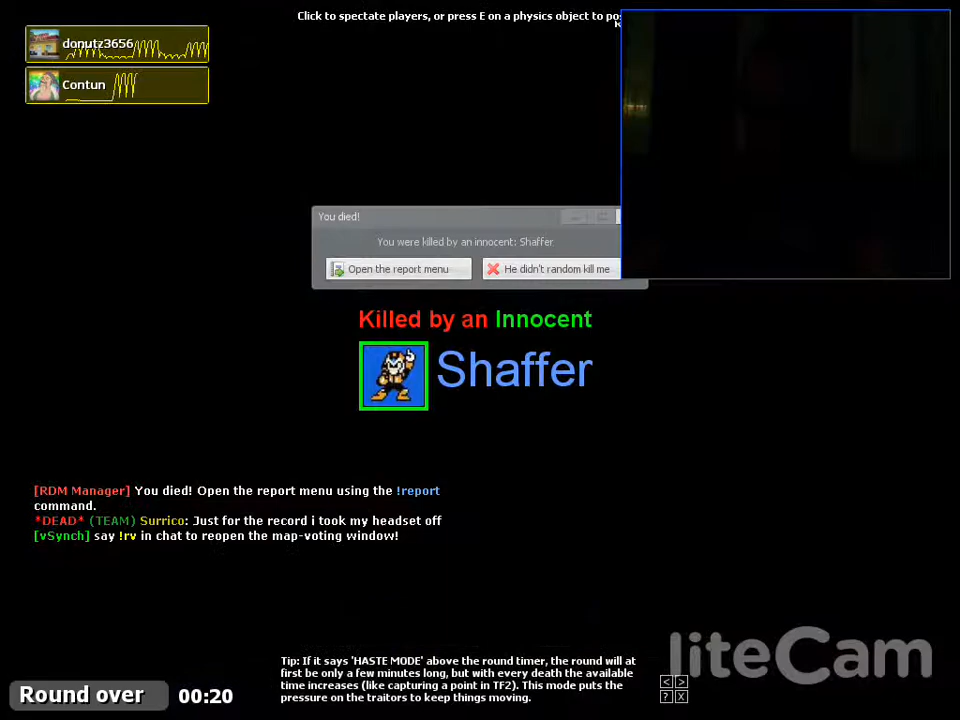 Click to spectate players, or press E on a physics object to
donutz3656
Contun
You died!
You were killed by an innocent: Shaffer
Open the report menu
He didn't random kill me
Killed by an Innocent
Shaffer
[RDM Manager] You died! Open the report menu using the !report
command.
*DEAD* (TEAM) Surrico: Just for the record i took my headset off
[vSynch] say !rv in chat to reopen the map-voting window!
Tip: If it says 'HASTE MODE' above the round timer, the round will at
first be only a few minutes long, but with every death the available
time increases (like capturing a point in TF2). This mode puts the
pressure on the traitors to keep things moving.
< >
? X
Round over 00:20
liteCam